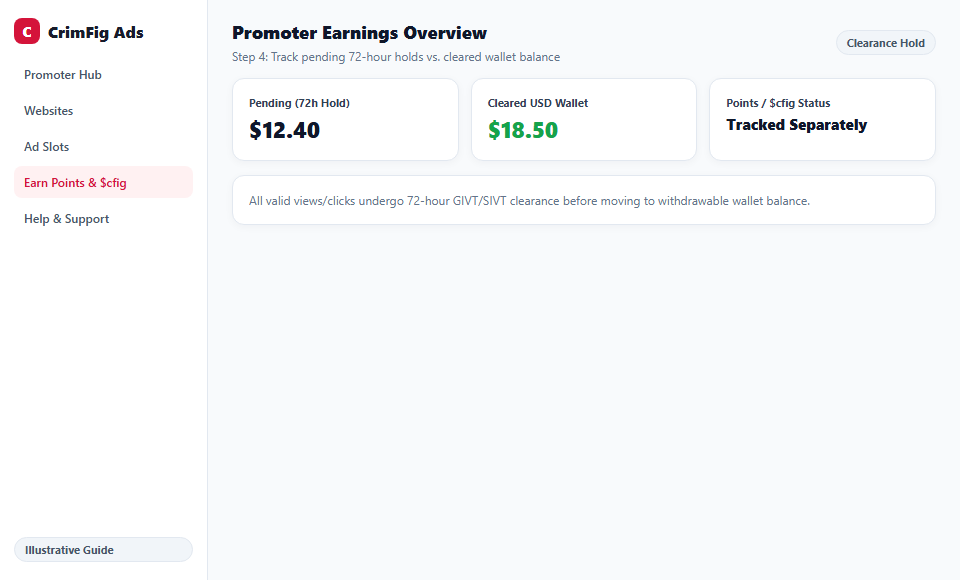 C CrimFig Ads
Promoter Hub
Websites
Ad Slots
Earn Points & $cfig
Help & Support
Illustrative Guide
Promoter Earnings Overview
Step 4: Track pending 72-hour holds vs. cleared wallet balance
Clearance Hold
Pending (72h Hold)
$12.40
Cleared USD Wallet
$18.50
Points / $cfig Status
Tracked Separately
All valid views/clicks undergo 72-hour GIVT/SIVT clearance before moving to withdrawable wallet balance.